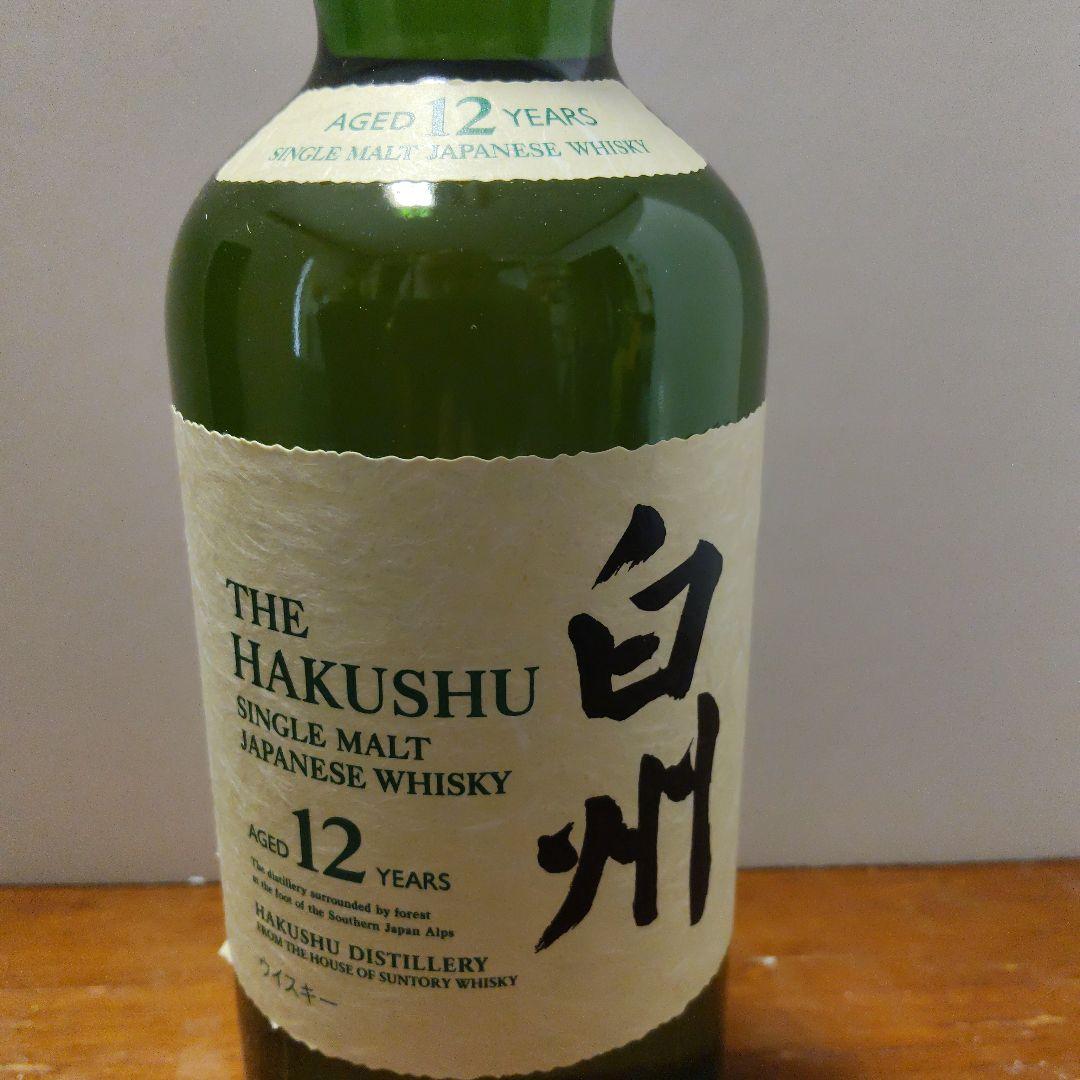 AGED 12 YEARS
SINGLE MALT JAPANESE WHISKY
白州
THE
HAKUSHU
SINGLE MALT
JAPANESE WHISKY
AGED 12 YEARS
The distillery surrounded by forest
at the foot of the Southern Japan Alps
HAKUSHU DISTILLERY
FROM THE HOUSE OF SUNTORY WHISKY
ウイスキー